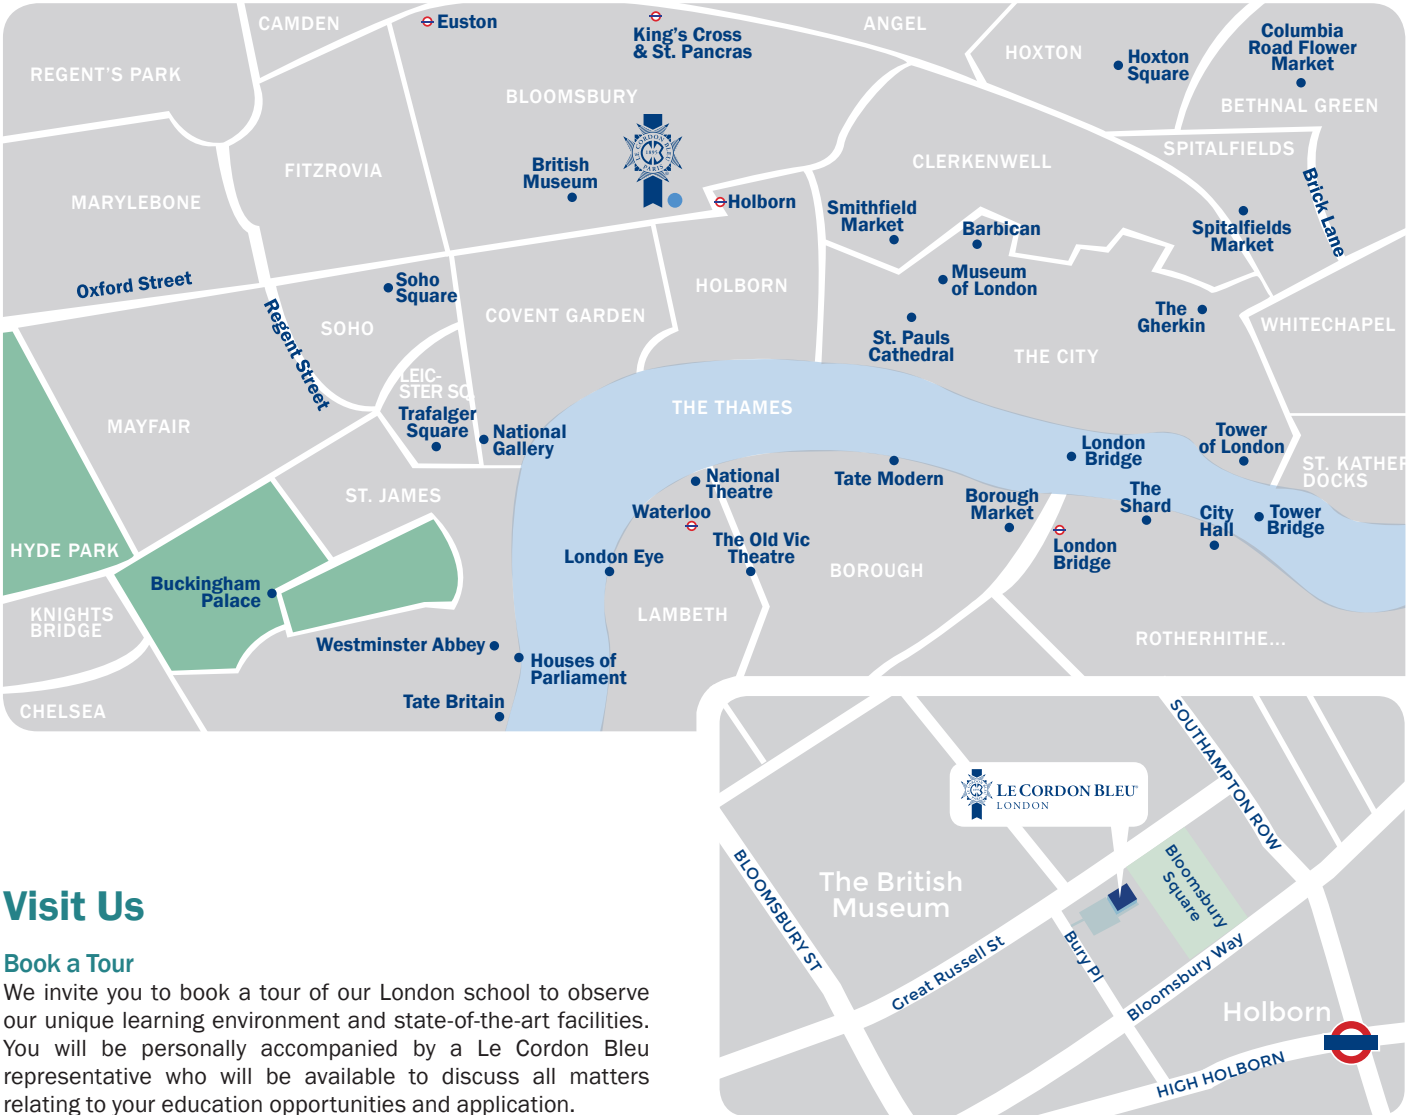 CAMDEN
Euston
King's Cross
& St. Pancras
ANGEL
HOXTON
Hoxton
Square
Columbia
Road Flower
Market
REGENT'S PARK
BLOOMSBURY
BETHNAL GREEN
LE CORDON BLEU
1895
PARIS
FITZROVIA
British
Museum
CLERKENWELL
SPITALFIELDS
Brick Lane
MARYLEBONE
Holborn
Smithfield
Market
Barbican
Spitalfields
Market
Oxford Street
Soho
Square
HOLBORN
Museum
of London
Regent Street
SOHO
COVENT GARDEN
St. Pauls
Cathedral
The
Gherkin
WHITECHAPEL
THE CITY
LEIC-
STER SQ
THE THAMES
MAYFAIR
Trafalger
Square
National
Gallery
London
Bridge
Tower
of London
ST. KATHER
DOCKS
ST. JAMES
National
Theatre
Tate Modern
Borough
Market
The
Shard
City
Hall
Tower
Bridge
Waterloo
The Old Vic
Theatre
London
Bridge
HYDE PARK
London Eye
BOROUGH
Buckingham
Palace
KNIGHTS
BRIDGE
LAMBETH
ROTHERHITHE...
Westminster Abbey
Houses of
Parliament
Tate Britain
CHELSEA
SOUTHAMPTON ROW
LE CORDON BLEU
LONDON
BLOOMSBURY ST
The British
Museum
Bloomsbury
Square
Great Russell St
Bury Pl
Bloomsbury Way
Holborn
HIGH HOLBORN
Visit Us
Book a Tour
We invite you to book a tour of our London school to observe
our unique learning environment and state-of-the-art facilities.
You will be personally accompanied by a Le Cordon Bleu
representative who will be available to discuss all matters
relating to your education opportunities and application.